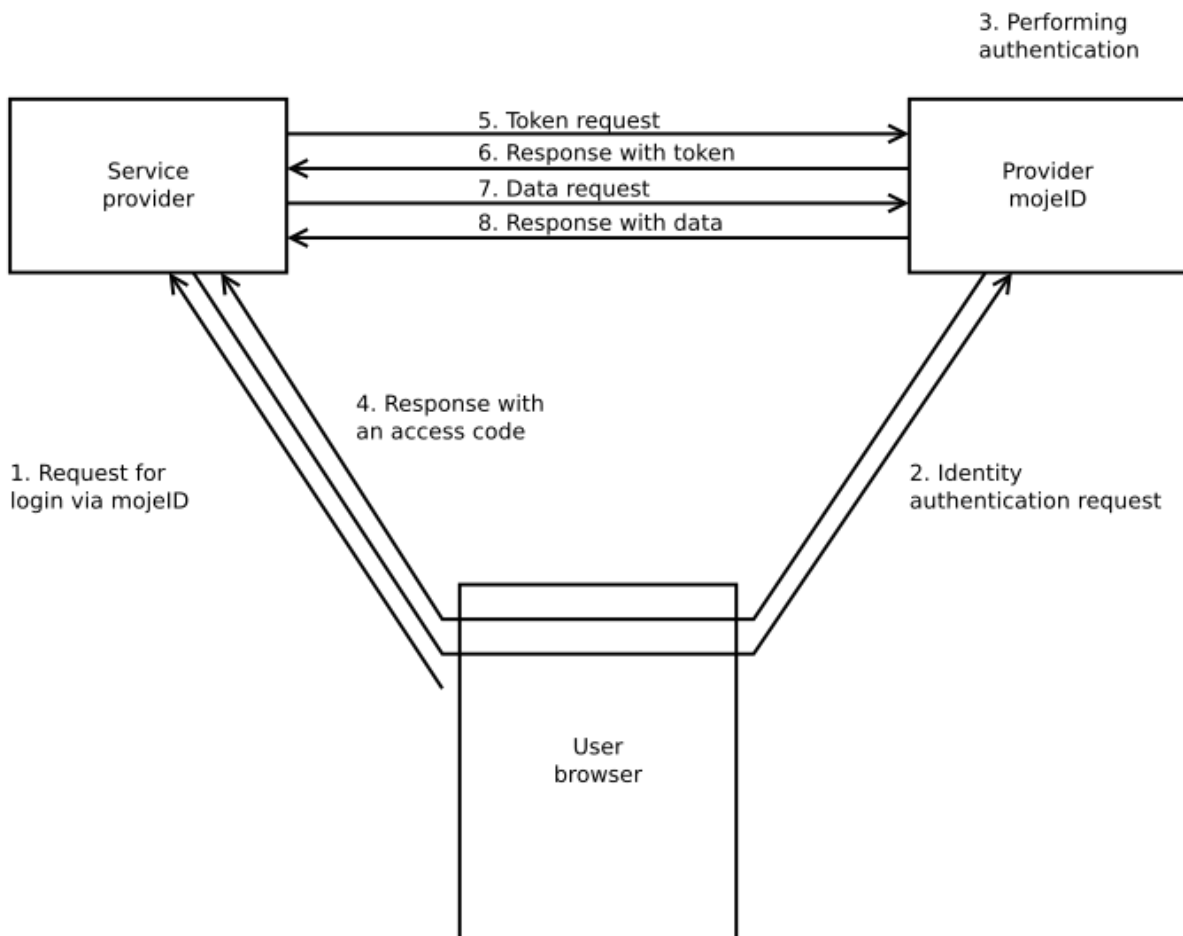 3. Performing
authentication
5. Token request
6. Response with token
7. Data request
8. Response with data
Service
provider
Provider
mojeID
4. Response with
an access code
1. Request for
login via mojeID
2. Identity
authentication request
User
browser